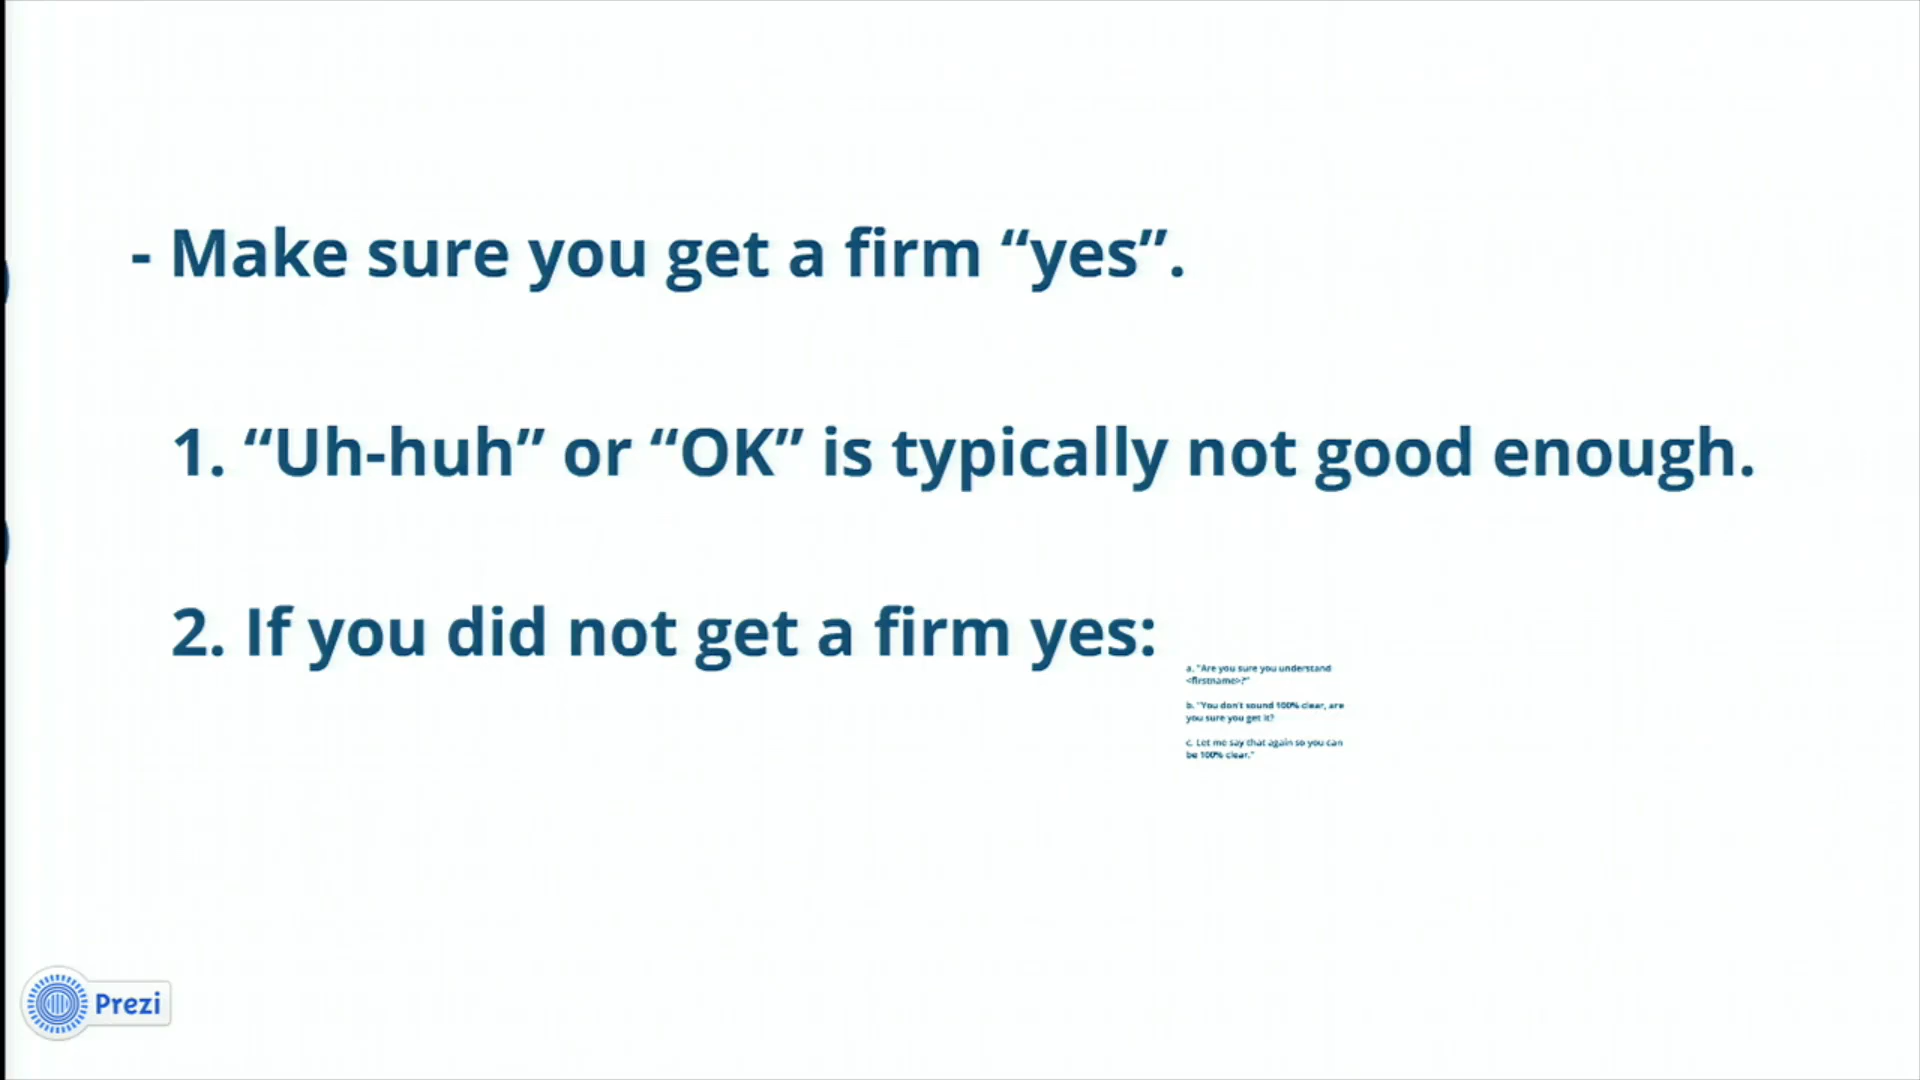 - Make sure you get a firm “yes”.
1. “Uh-huh” or “OK” is typically not good enough.
2. If you did not get a firm yes:
a. "Are you sure you understand
<firstname>?"
b. "You don't sound 100% clear, are
you sure you get it?
c. Let me say that again so you can
be 100% clear."
Prezi